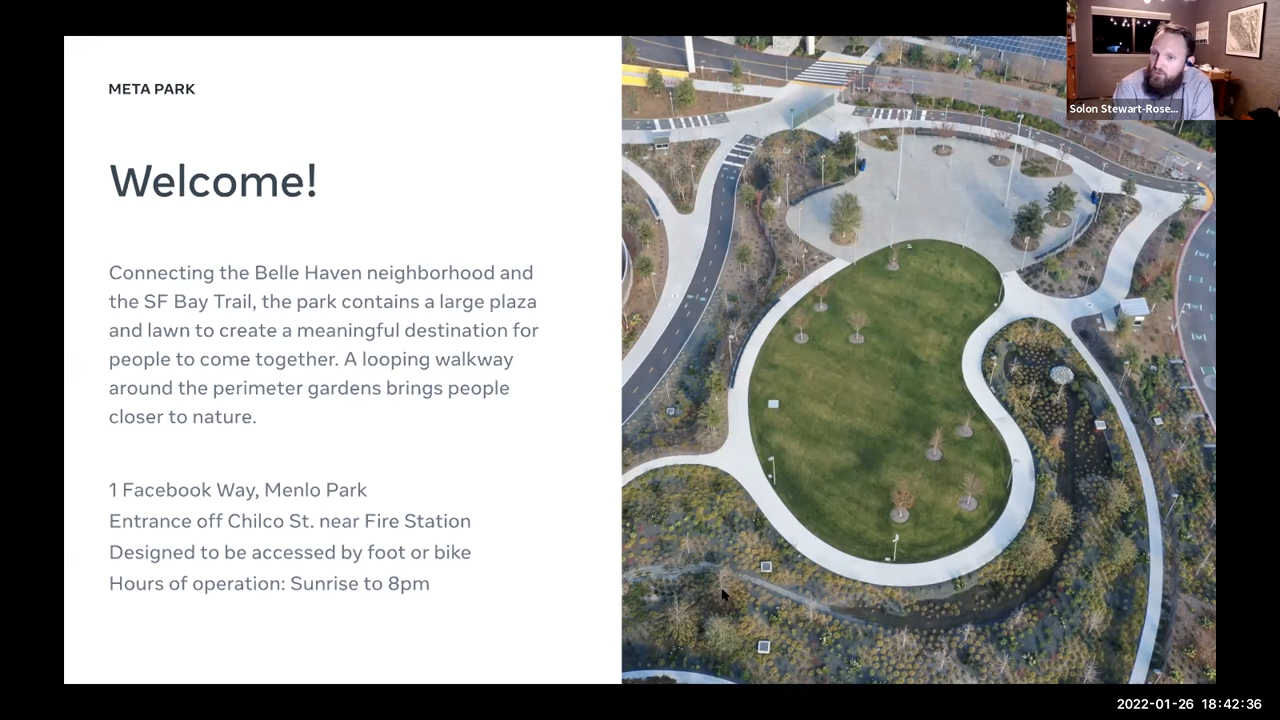 META PARK
Welcome!
Connecting the Belle Haven neighborhood and
the SF Bay Trail, the park contains a large plaza
and lawn to create a meaningful destination for
people to come together. A looping walkway
around the perimeter gardens brings people
closer to nature.
1 Facebook Way, Menlo Park
Entrance off Chilco St. near Fire Station
Designed to be accessed by foot or bike
Hours of operation: Sunrise to 8pm
Solon Stewart-Rose...
2022-01-26 18:42:36